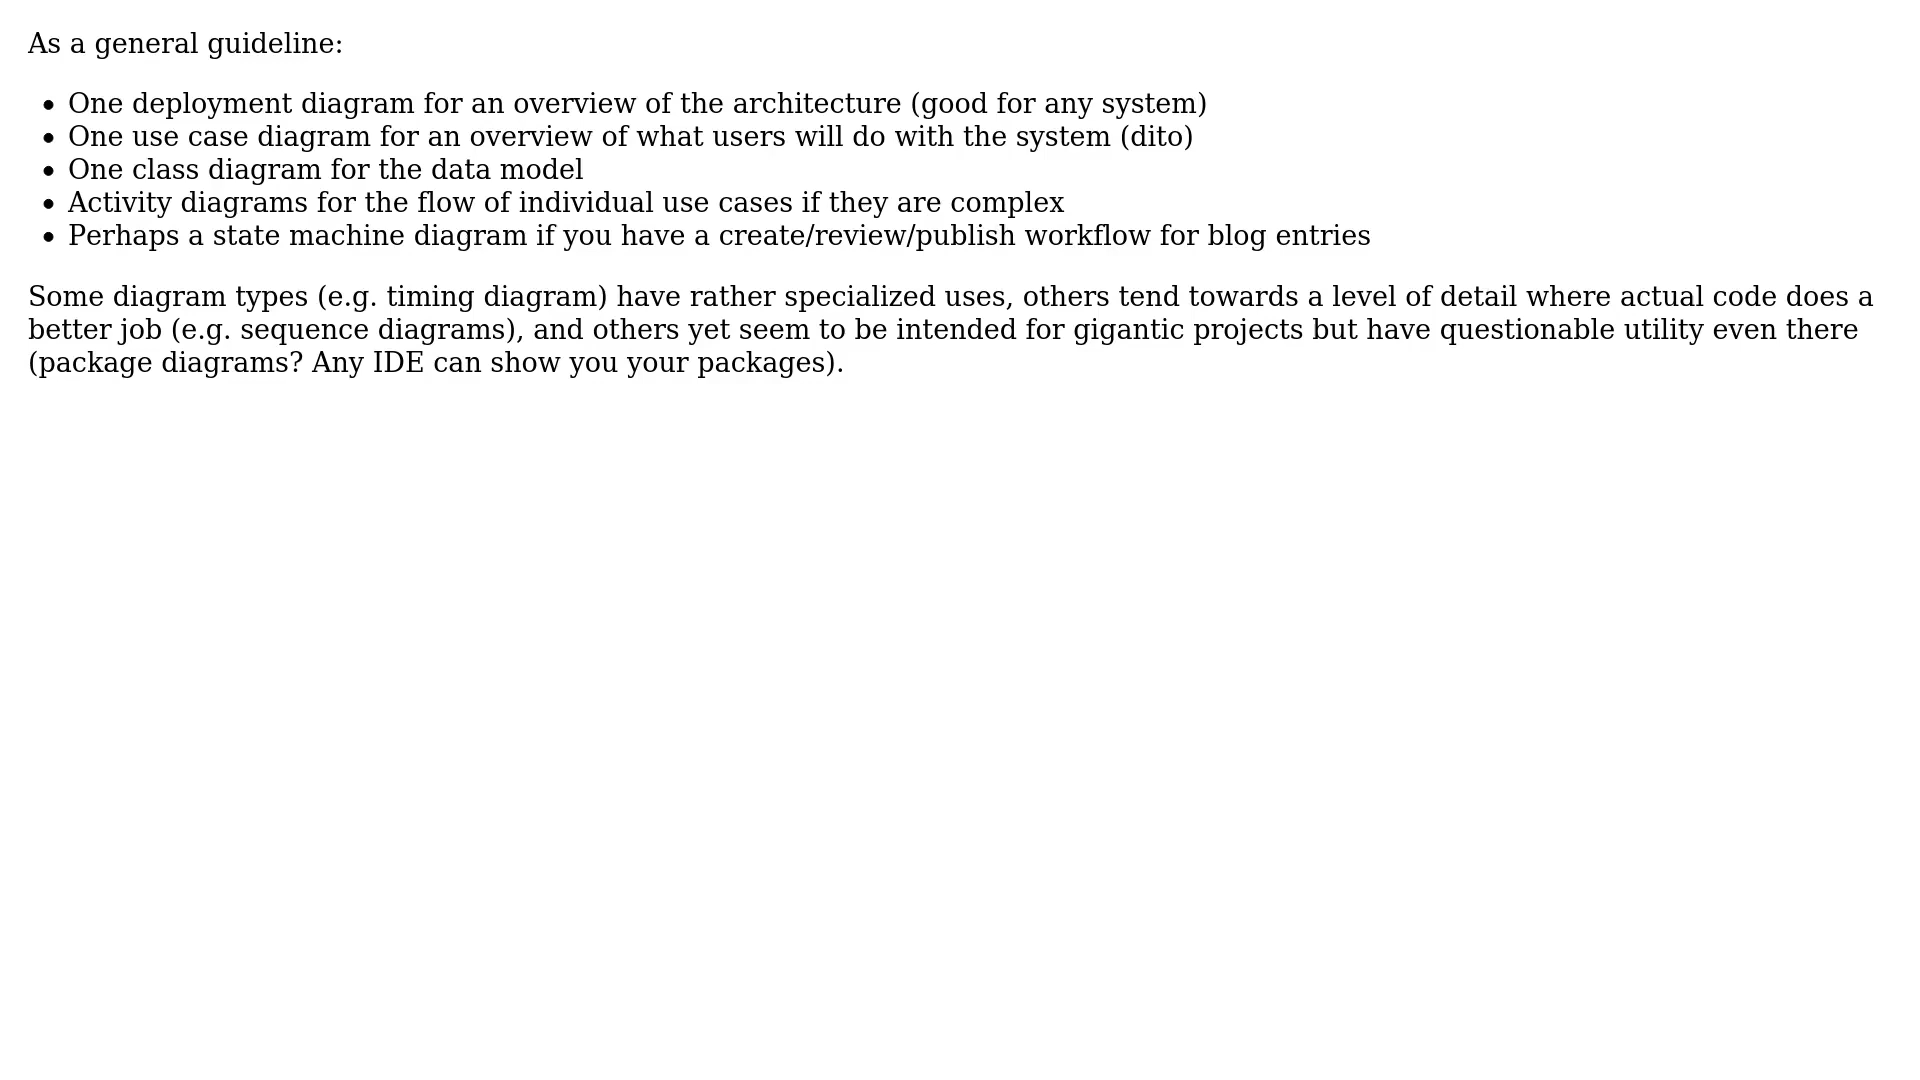 As a general guideline:
• One deployment diagram for an overview of the architecture (good for any system)
• One use case diagram for an overview of what users will do with the system (dito)
• One class diagram for the data model
• Activity diagrams for the flow of individual use cases if they are complex
• Perhaps a state machine diagram if you have a create/review/publish workflow for blog entries
Some diagram types (e.g. timing diagram) have rather specialized uses, others tend towards a level of detail where actual code does a
better job (e.g. sequence diagrams), and others yet seem to be intended for gigantic projects but have questionable utility even there
(package diagrams? Any IDE can show you your packages).